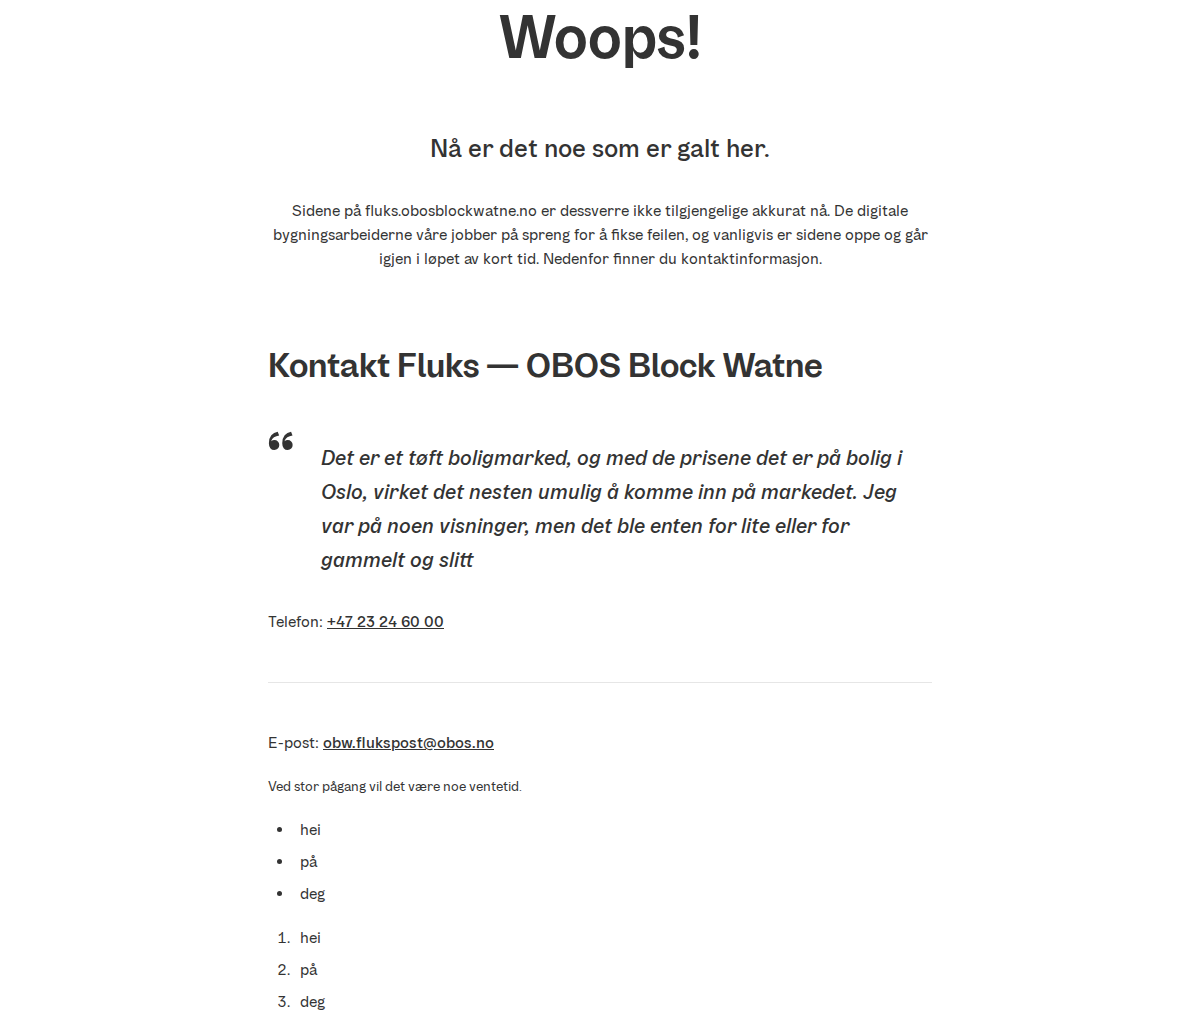 Woops!
Nå er det noe som er galt her.
Sidene på fluks.obosblockwatne.no er dessverre ikke tilgjengelige akkurat nå. De digitale
bygningsarbeiderne våre jobber på spreng for å fikse feilen, og vanligvis er sidene oppe og går
igjen i løpet av kort tid. Nedenfor finner du kontaktinformasjon.
Kontakt Fluks — OBOS Block Watne
“
Det er et tøft boligmarked, og med de prisene det er på bolig i
Oslo, virket det nesten umulig å komme inn på markedet. Jeg
var på noen visninger, men det ble enten for lite eller for
gammelt og slitt
Telefon: +47 23 24 60 00
E-post: obw.flukspost@obos.no
Ved stor pågang vil det være noe ventetid.
• hei
• på
• deg
1. hei
2. på
3. deg